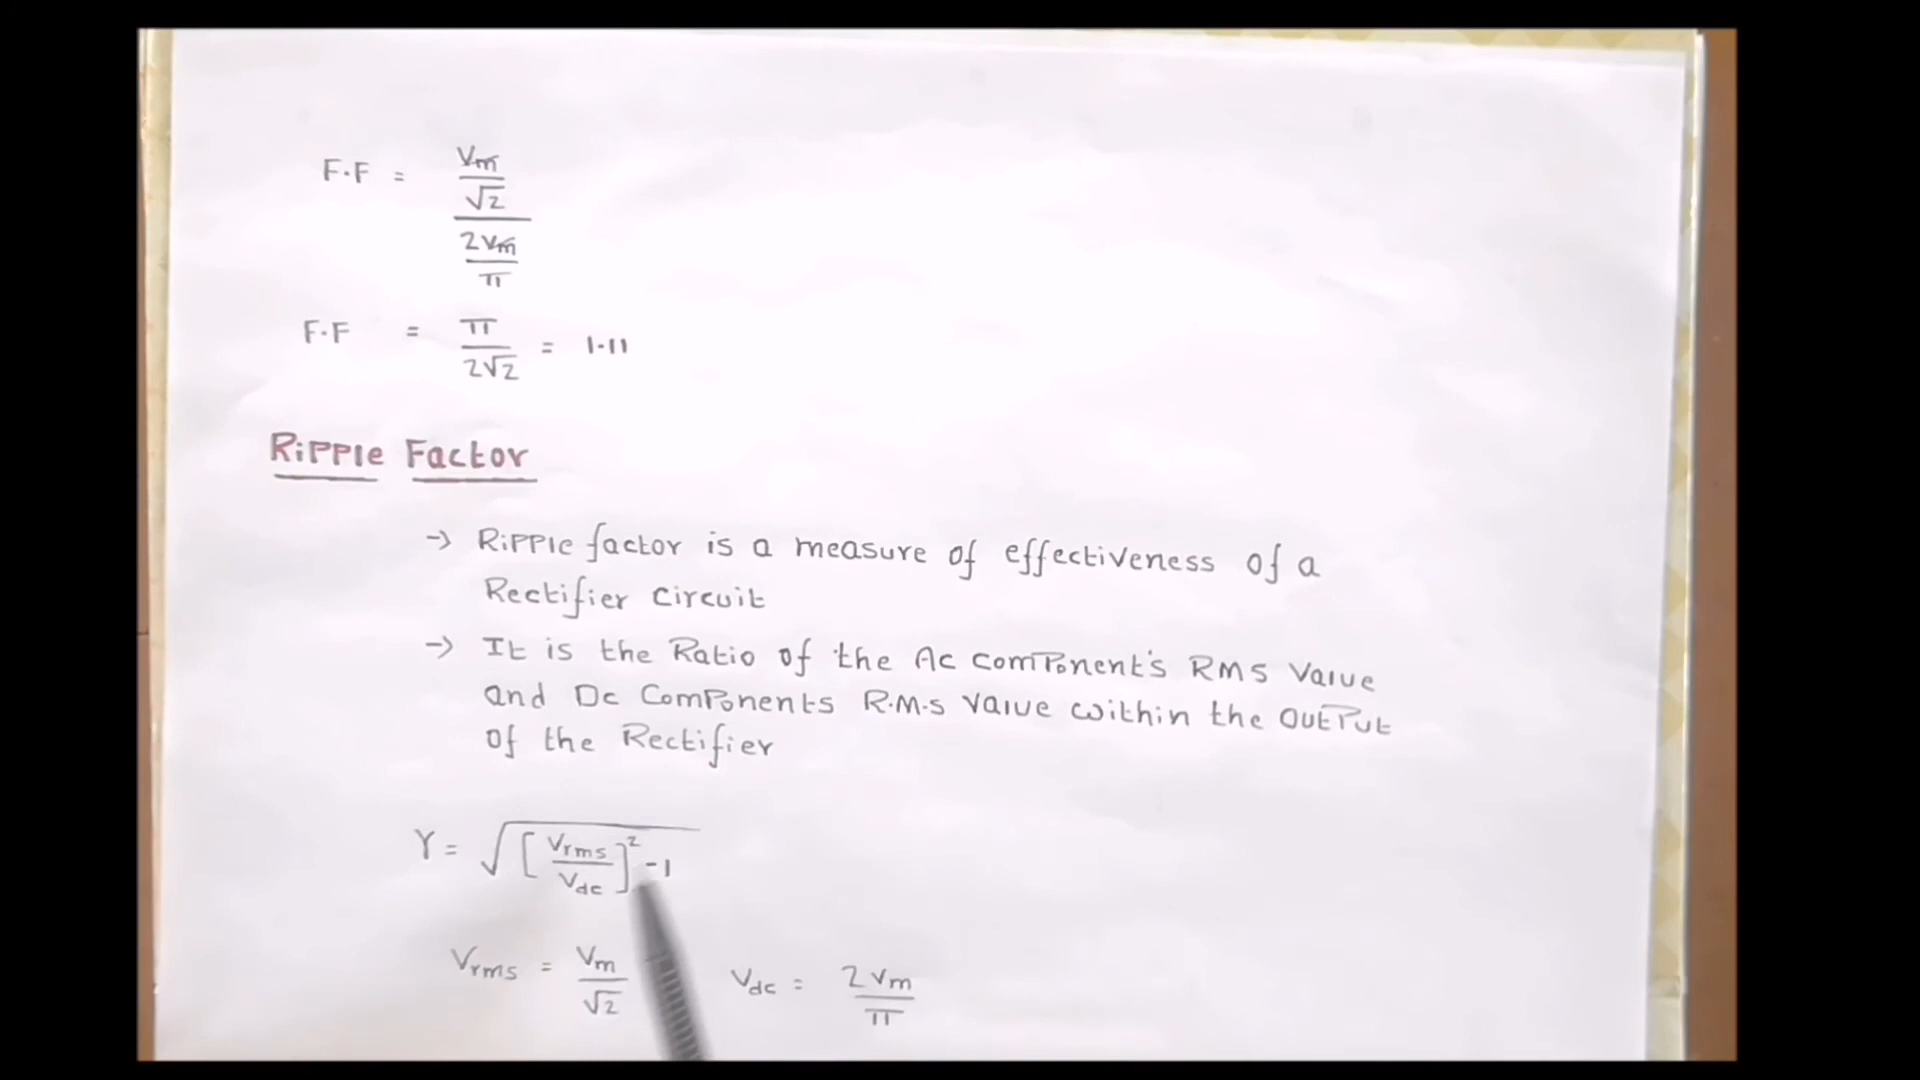 F.F = Vm/√2 / 2Vm/π
F.F = π/2√2 = 1.11
Ripple Factor
→ Ripple factor is a measure of effectiveness of a
Rectifier circuit
→ It is the Ratio of the Ac component's RMS value
and Dc components R.M.S value within the output
of the Rectifier
γ = √[Vrms/Vdc]² -1
Vrms = Vm/√2 Vdc = 2Vm/π